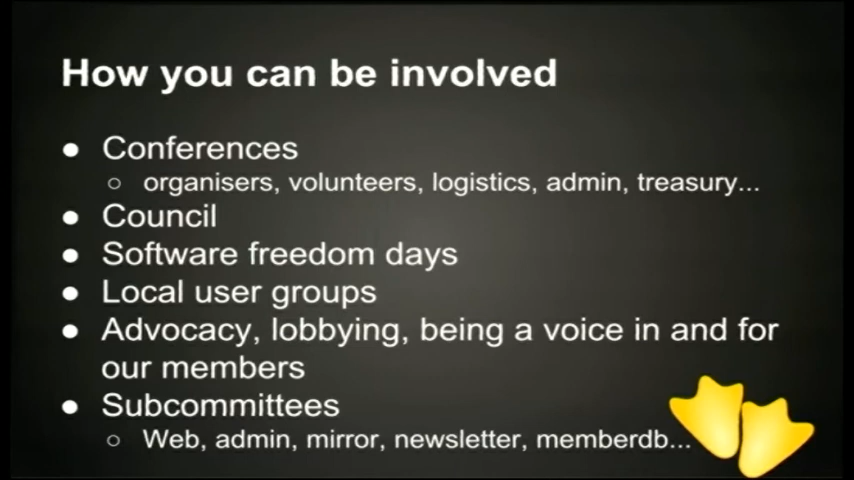 How you can be involved
● Conferences
○ organisers, volunteers, logistics, admin, treasury...
● Council
● Software freedom days
● Local user groups
● Advocacy, lobbying, being a voice in and for
our members
● Subcommittees
○ Web, admin, mirror, newsletter, memberdb...